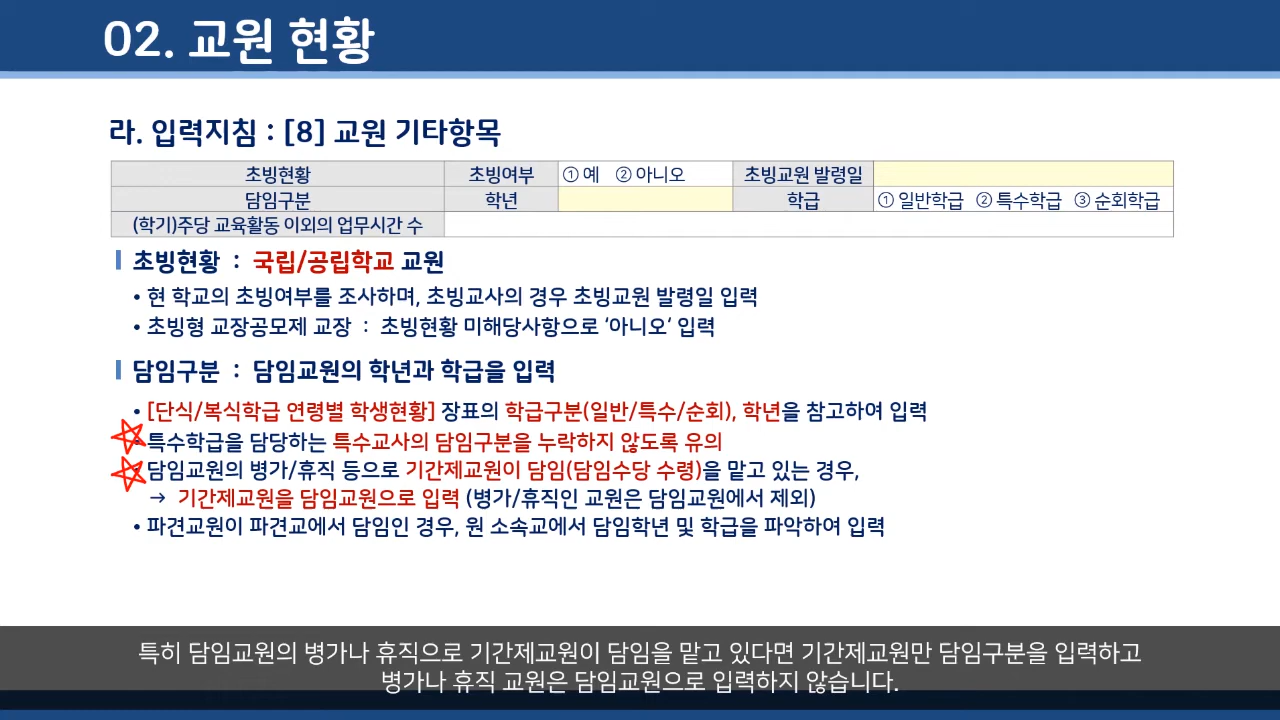 02. 교원 현황
라. 입력지침 : [8] 교원 기타항목
초빙현황 초빙여부 ① 예 ② 아니오 초빙교원 발령일
담임구분 학년 학급 ① 일반학급 ② 특수학급 ③ 순회학급
(학기)주당 교육활동 이외의 업무시간 수
초빙현황 : 국립/공립학교 교원
• 현 학교의 초빙여부를 조사하며, 초빙교사의 경우 초빙교원 발령일 입력
• 초빙형 교장공모제 교장 : 초빙현황 미해당사항으로 ‘아니오‘ 입력
담임구분 : 담임교원의 학년과 학급을 입력
• [단식/복식학급 연령별 학생현황] 장표의 학급구분(일반/특수/순회), 학년을 참고하여 입력
• 특수학급을 담당하는 특수교사의 담임구분을 누락하지 않도록 유의
• 담임교원의 병가/휴직 등으로 기간제교원이 담임(담임수당 수령)을 맡고 있는 경우,
→ 기간제교원을 담임교원으로 입력 (병가/휴직인 교원은 담임교원에서 제외)
• 파견교원이 파견교에서 담임인 경우, 원 소속교에서 담임학년 및 학급을 파악하여 입력
특히 담임교원의 병가나 휴직으로 기간제교원이 담임을 맡고 있다면 기간제교원만 담임구분을 입력하고
병가나 휴직 교원은 담임교원으로 입력하지 않습니다.